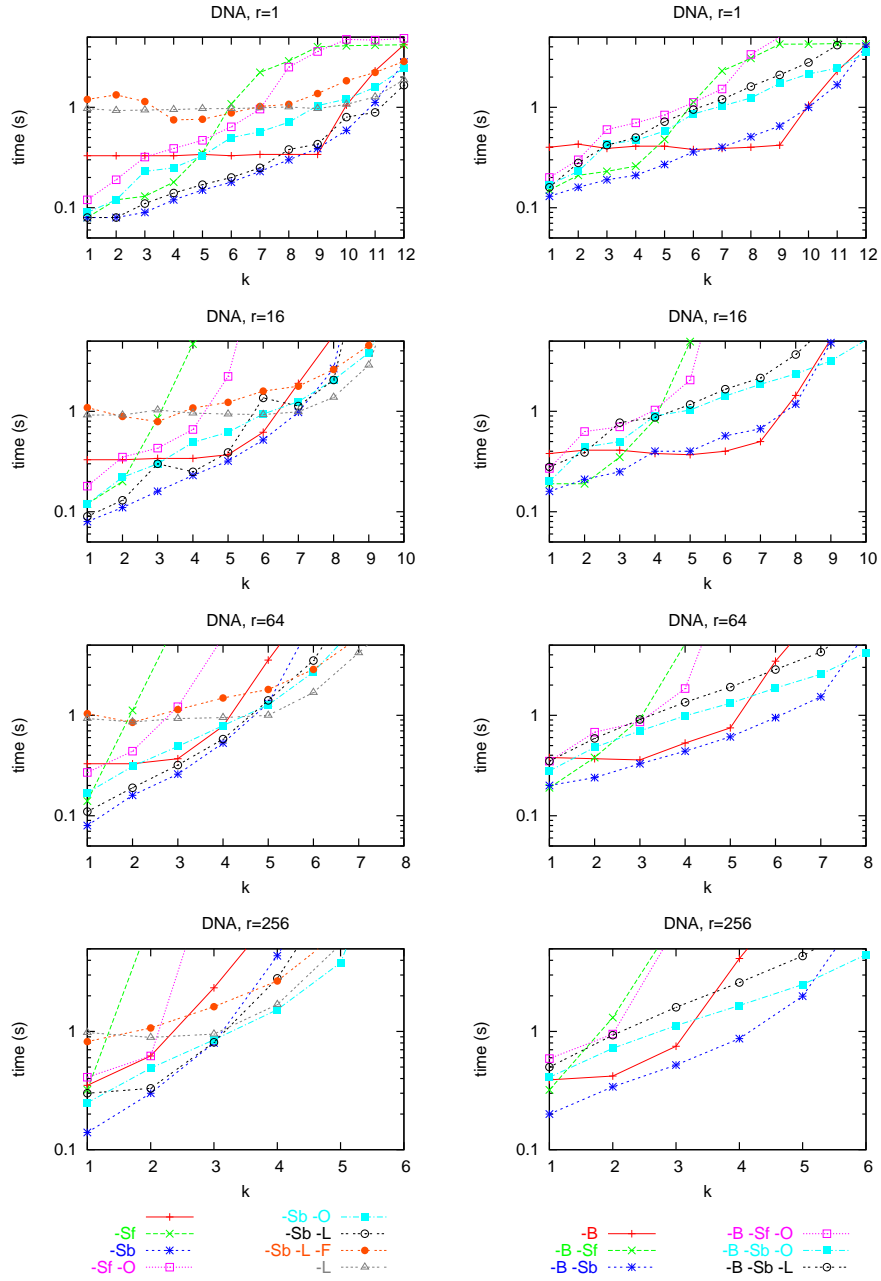 DNA, r=1
time (s)
1
0.1
1 2 3 4 5 6 7 8 9 10 11 12
k
DNA, r=1
time (s)
1
0.1
1 2 3 4 5 6 7 8 9 10 11 12
k
DNA, r=16
time (s)
1
0.1
1 2 3 4 5 6 7 8 9 10
k
DNA, r=16
time (s)
1
0.1
1 2 3 4 5 6 7 8 9 10
k
DNA, r=64
time (s)
1
0.1
1 2 3 4 5 6 7 8
k
DNA, r=64
time (s)
1
0.1
1 2 3 4 5 6 7 8
k
DNA, r=256
time (s)
1
0.1
1 2 3 4 5 6
k
DNA, r=256
time (s)
1
0.1
1 2 3 4 5 6
k
-Sf
-Sb
-Sf -O
-Sb -O
-Sb -L
-Sb -L -F
-L
-B
-B -Sf
-B -Sb
-B -Sf -O
-B -Sb -O
-B -Sb -L